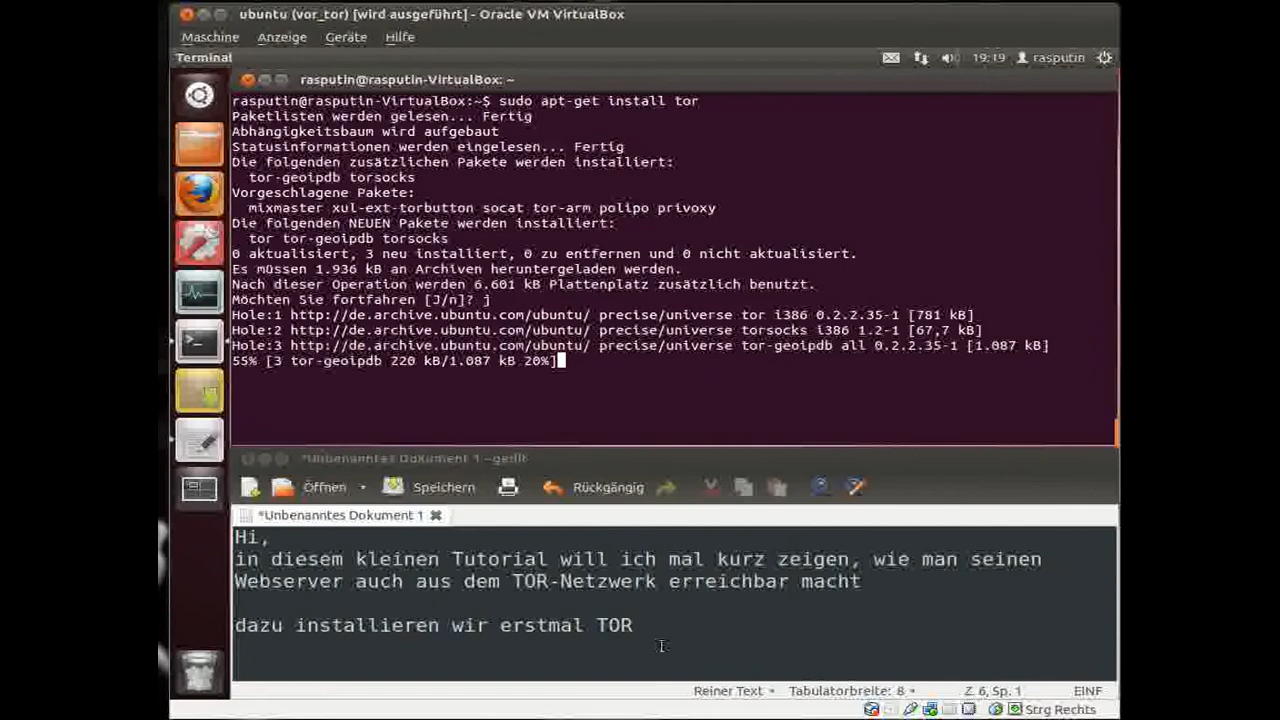 ubuntu (vor_tor) [wird ausgeführt] - Oracle VM VirtualBox
Maschine Anzeige Geräte Hilfe
Terminal 19:19 rasputin
rasputin@rasputin-VirtualBox: ~
rasputin@rasputin-VirtualBox:~$ sudo apt-get install tor
Paketlisten werden gelesen... Fertig
Abhängigkeitsbaum wird aufgebaut
Statusinformationen werden eingelesen... Fertig
Die folgenden zusätzlichen Pakete werden installiert:
tor-geoipdb torsocks
Vorgeschlagene Pakete:
mixmaster xul-ext-torbutton socat tor-arm polipo privoxy
Die folgenden NEUEN Pakete werden installiert:
tor tor-geoipdb torsocks
0 aktualisiert, 3 neu installiert, 0 zu entfernen und 0 nicht aktualisiert.
Es müssen 1.936 kB an Archiven heruntergeladen werden.
Nach dieser Operation werden 6.601 kB Plattenplatz zusätzlich benutzt.
Möchten Sie fortfahren [J/n]? j
Hole:1 http://de.archive.ubuntu.com/ubuntu/ precise/universe tor i386 0.2.2.35-1 [781 kB]
Hole:2 http://de.archive.ubuntu.com/ubuntu/ precise/universe torsocks i386 1.2-1 [67,7 kB]
Hole:3 http://de.archive.ubuntu.com/ubuntu/ precise/universe tor-geoipdb all 0.2.2.35-1 [1.087 kB]
55% [3 tor-geoipdb 220 kB/1.087 kB 20%]
*Unbenanntes Dokument 1 - gedit
Öffnen Speichern Rückgängig
*Unbenanntes Dokument 1
Hi,
in diesem kleinen Tutorial will ich mal kurz zeigen, wie man seinen
Webserver auch aus dem TOR-Netzwerk erreichbar macht
dazu installieren wir erstmal TOR
Reiner Text Tabulatorbreite: 8 Z. 6, Sp. 1 EINF
Strg Rechts